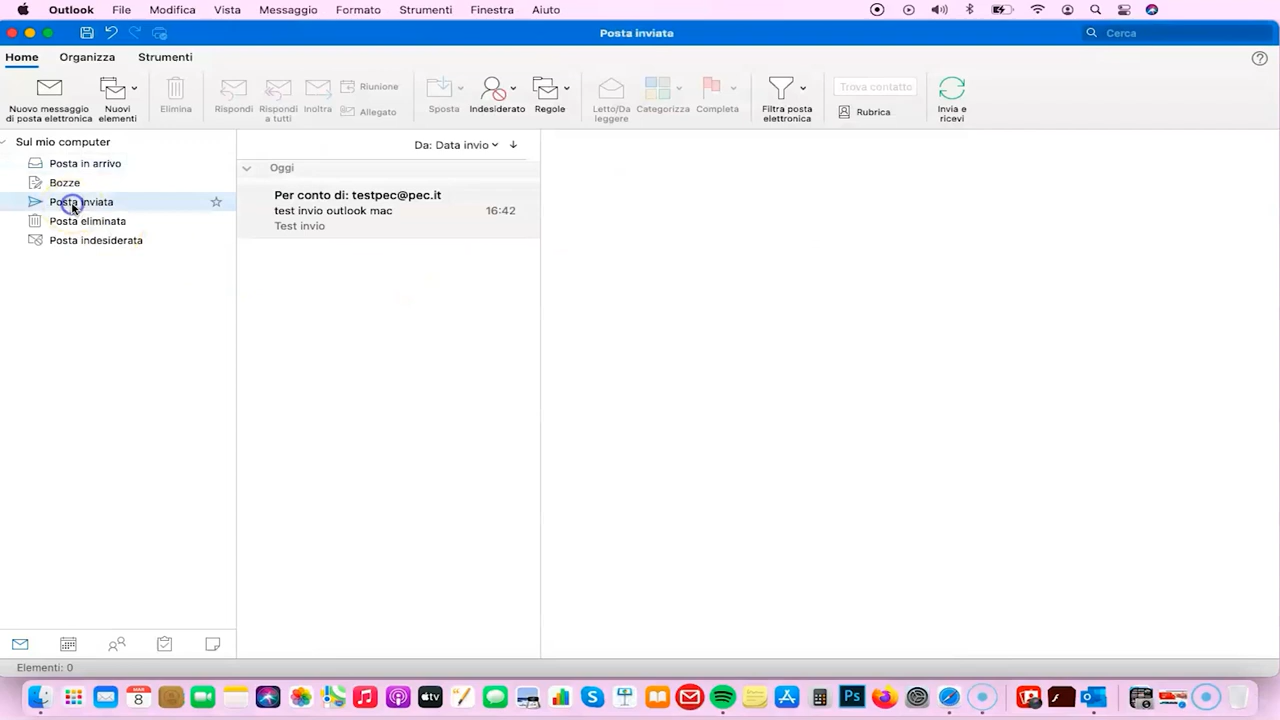 Outlook File Modifica Vista Messaggio Formato Strumenti Finestra Aiuto
Posta inviata
Cerca
Home Organizza Strumenti
Nuovo messaggio di posta elettronica
Nuovi elementi
Elimina
Rispondi
Rispondi a tutti
Inoltra
Riunione
Allegato
Sposta
Indesiderato
Regole
Letto/Da leggere
Categorizza
Completa
Filtra posta elettronica
Trova contatto
Rubrica
Invia e ricevi
Sul mio computer
Posta in arrivo
Bozze
Posta inviata
Posta eliminata
Posta indesiderata
Da: Data invio
Oggi
Per conto di: testpec@pec.it
test invio outlook mac 16:42
Test invio
Elementi: 0
MAR
8
tv
Ps